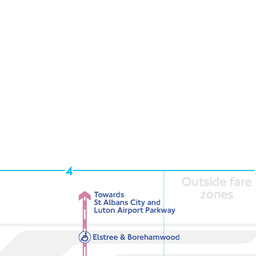 4
Outside fare
zones
Towards
St Albans City and
Luton Airport Parkway
Elstree & Borehamwood